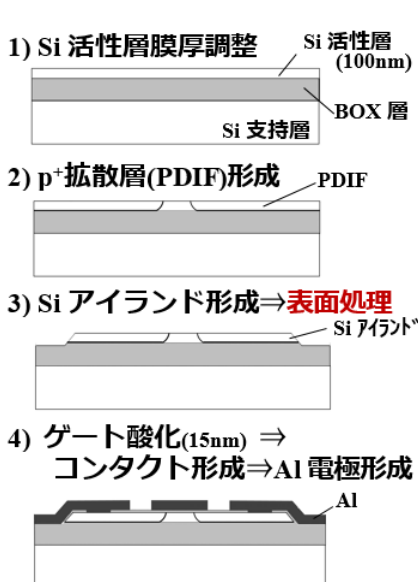 1) Si 活性層膜厚調整
Si 活性層
(100nm)
BOX 層
Si 支持層
2) p⁺拡散層(PDIF)形成
PDIF
3) Si アイランド形成⇒表面処理
Si ｱｲﾗﾝﾄﾞ
4) ゲート酸化(15nm) ⇒
コンタクト形成⇒Al 電極形成
Al